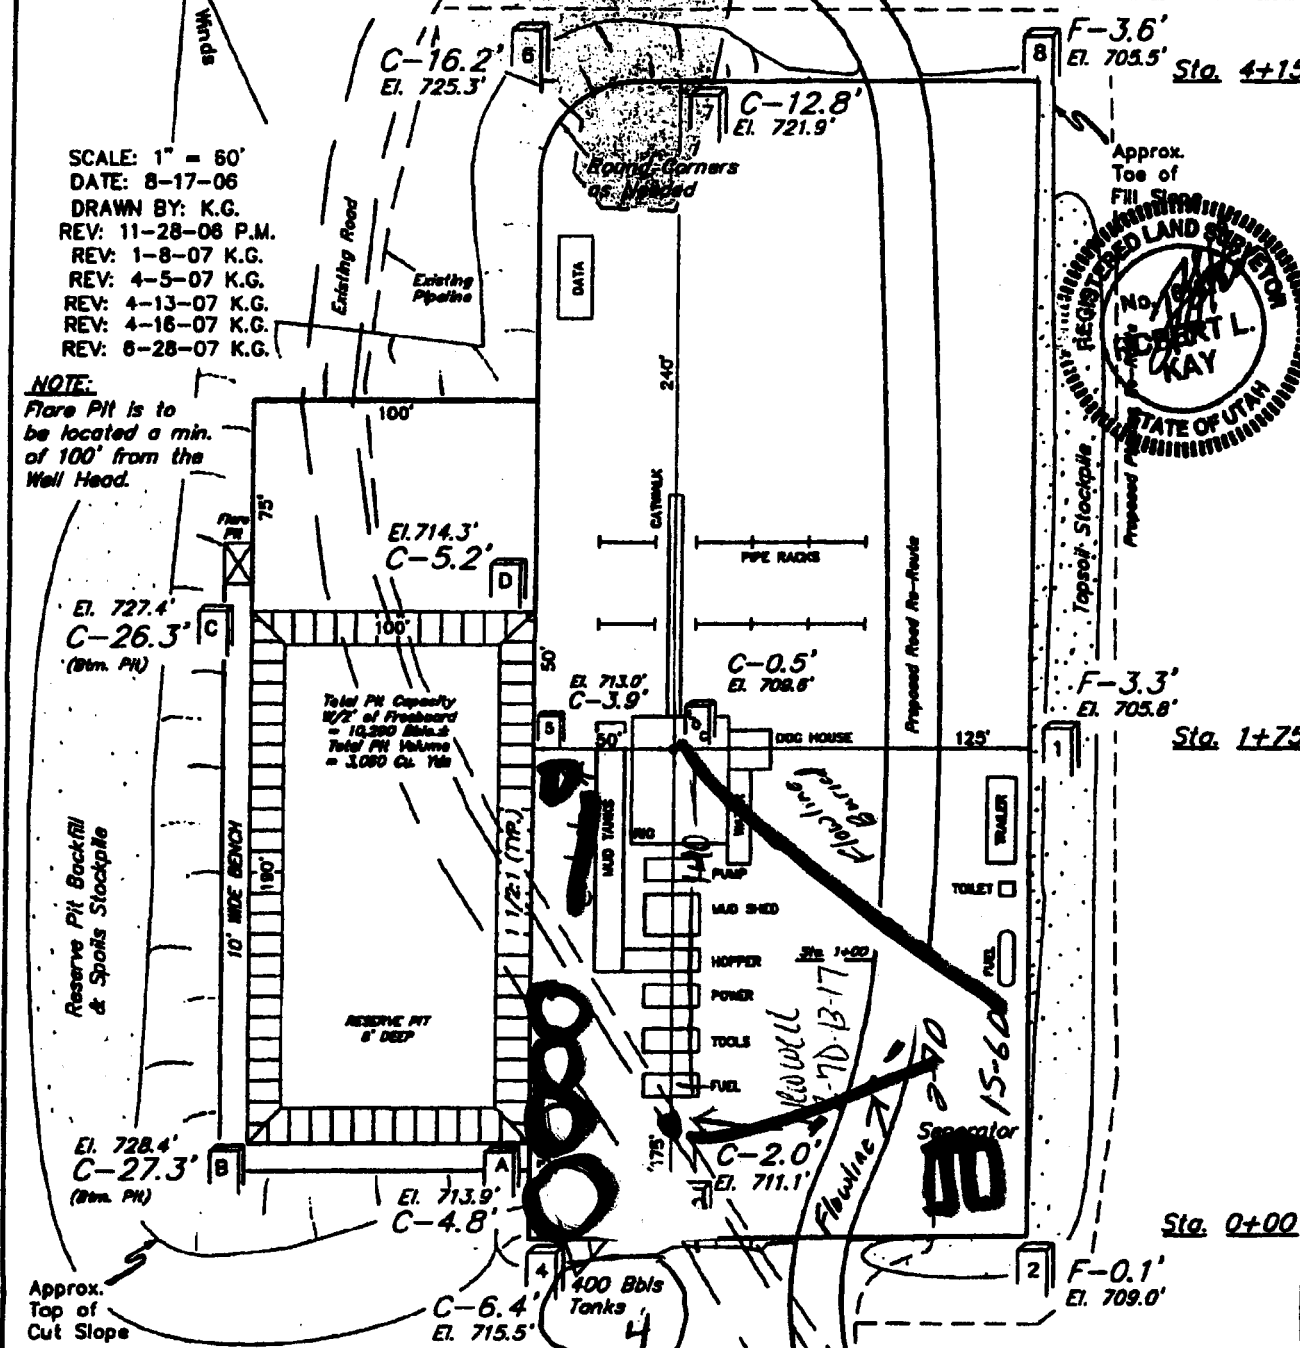 Winds
C-16.2'
El. 725.3'
6
8
F-3.6'
El. 705.5'
Sta. 4+15
7
C-12.8'
El. 721.9'
Round Corners
as Needed
Approx.
Toe of
Fill Slope
SCALE: 1" = 60'
DATE: 8-17-06
DRAWN BY: K.G.
REV: 11-28-06 P.M.
REV: 1-8-07 K.G.
REV: 4-5-07 K.G.
REV: 4-13-07 K.G.
REV: 4-16-07 K.G.
REV: 6-28-07 K.G.
Existing Road
Existing
Pipeline
DATA
REGISTERED LAND SURVEYOR
No.
ROBERT L.
KAY
STATE OF UTAH
NOTE:
Flare Pit is to
be located a min.
of 100' from the
Well Head.
240'
100'
75'
Flare
Pit
CATWALK
PIPE RACKS
Proposed Road Re-Route
Topsoil Stockpile
Proposed
El. 714.3'
C-5.2'
D
El. 727.4'
C-26.3'
(Btm. Pit)
C
100'
50'
Total Pit Capacity
W/2' of Freeboard
= 10,290 Bbls.±
Total Pit Volume
= 3,080 Cu. Yds
El. 713.0'
C-3.9'
5
50'
C-0.5'
El. 709.6'
DOG HOUSE
125'
F-3.3'
El. 705.8'
1
Sta. 1+75
Reserve Pit Backfill
& Spoils Stockpile
10' WIDE BENCH
190'
1 1/2:1 (TYP.)
MUD TANKS
RIG
Flowline
Buried
TRAILER
TOILET
FUEL
PUMP
MUD SHED
HOPPER
POWER
TOOLS
FUEL
Sta. 1+00
RESERVE PIT
8' DEEP
7D-13-17
2-7D
15-6D
Separator
Flowline
175'
C-2.0'
El. 711.1'
El. 728.4'
C-27.3'
(Btm. Pit)
B
A
El. 713.9'
C-4.8'
Sta. 0+00
Approx.
Top of
Cut Slope
4
C-6.4'
El. 715.5'
400 Bbls
Tanks
4
2
F-0.1'
El. 709.0'